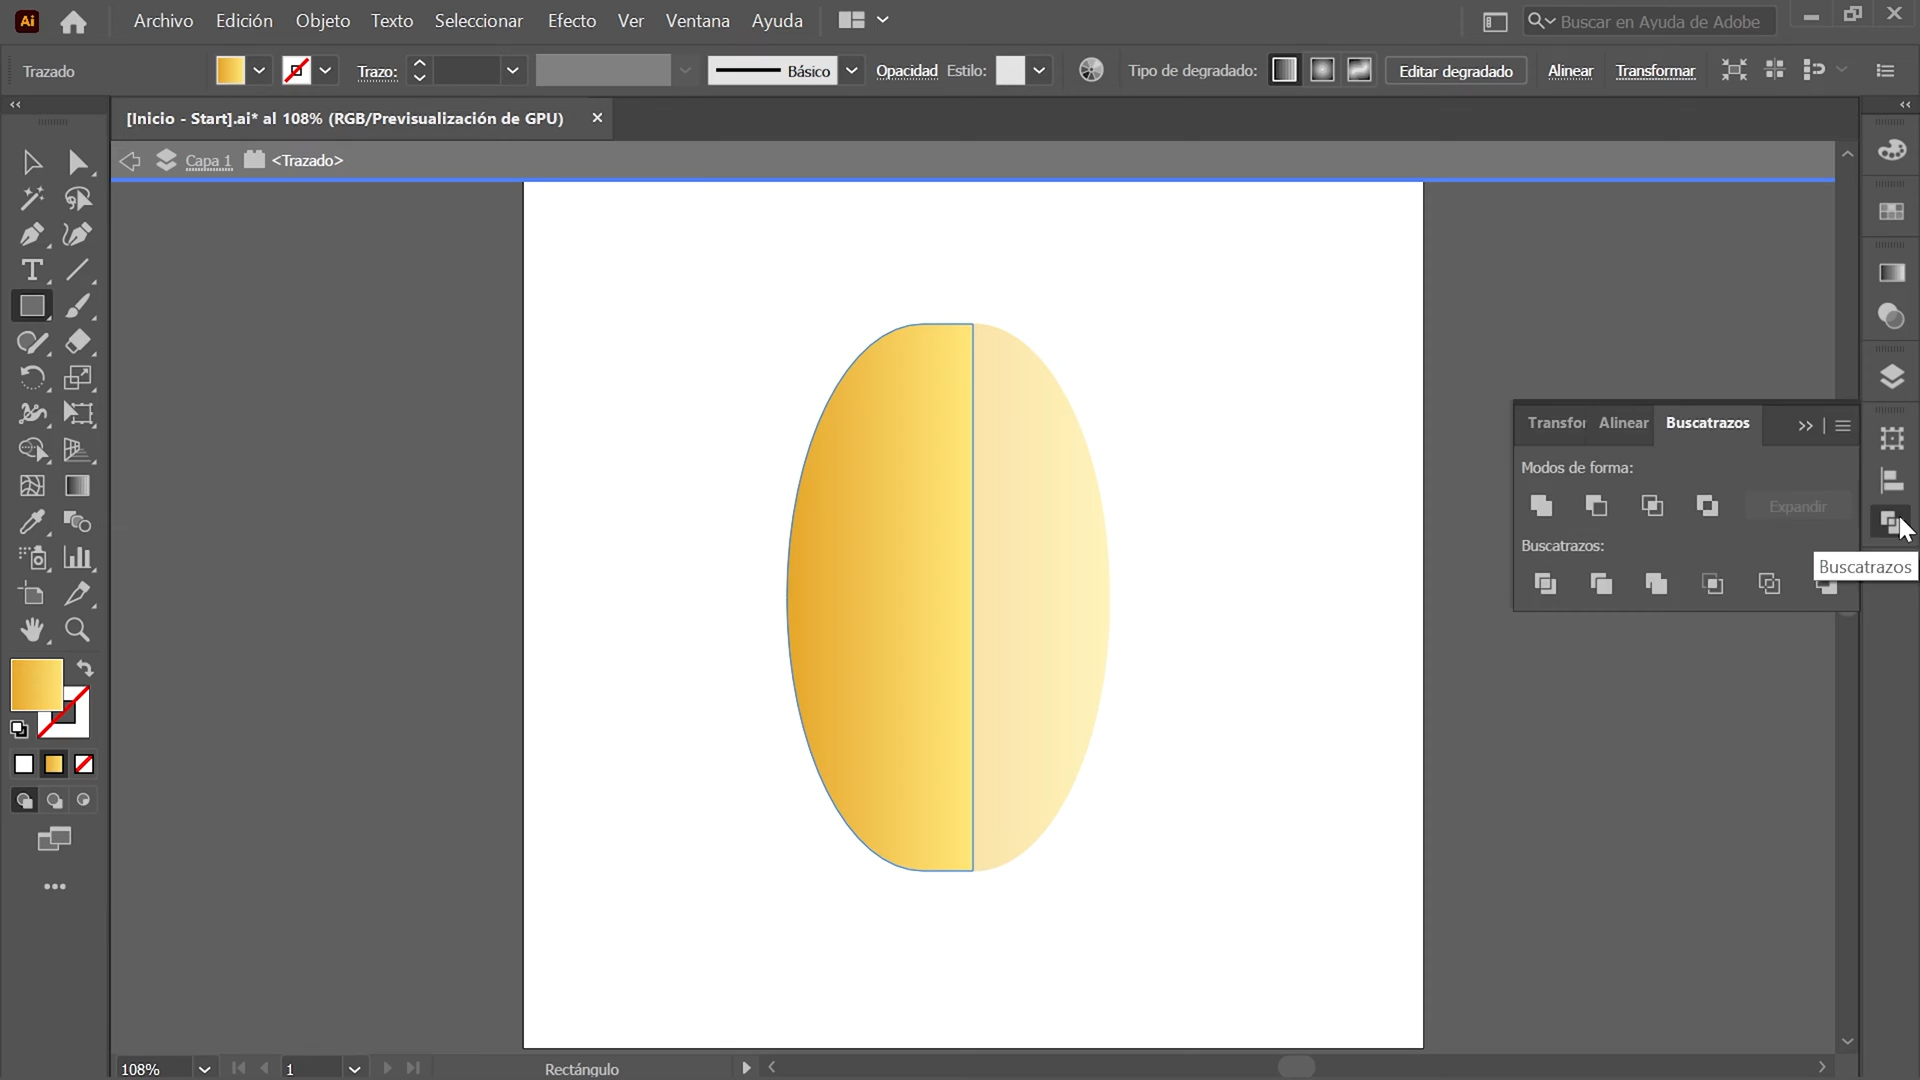 Ai Archivo Edición Objeto Texto Seleccionar Efecto Ver Ventana Ayuda Buscar en Ayuda de Adobe
Trazado Trazo: Básico Opacidad Estilo: Tipo de degradado: Editar degradado Alinear Transformar
[Inicio - Start].ai* al 108% (RGB/Previsualización de GPU)
Capa 1 <Trazado>
Transfor Alinear Buscatrazos
Modos de forma:
Expandir
Buscatrazos:
Buscatrazos
108% 1 Rectángulo